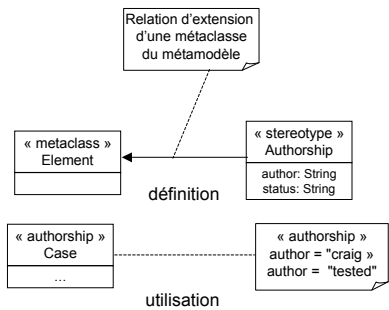 Relation d'extension
d'une métaclasse
du métamodèle
« metaclass »
Element
« stereotype »
Authorship
author: String
status: String
définition
« authorship »
Case
...
« authorship »
author = "craig »
author = "tested"
utilisation